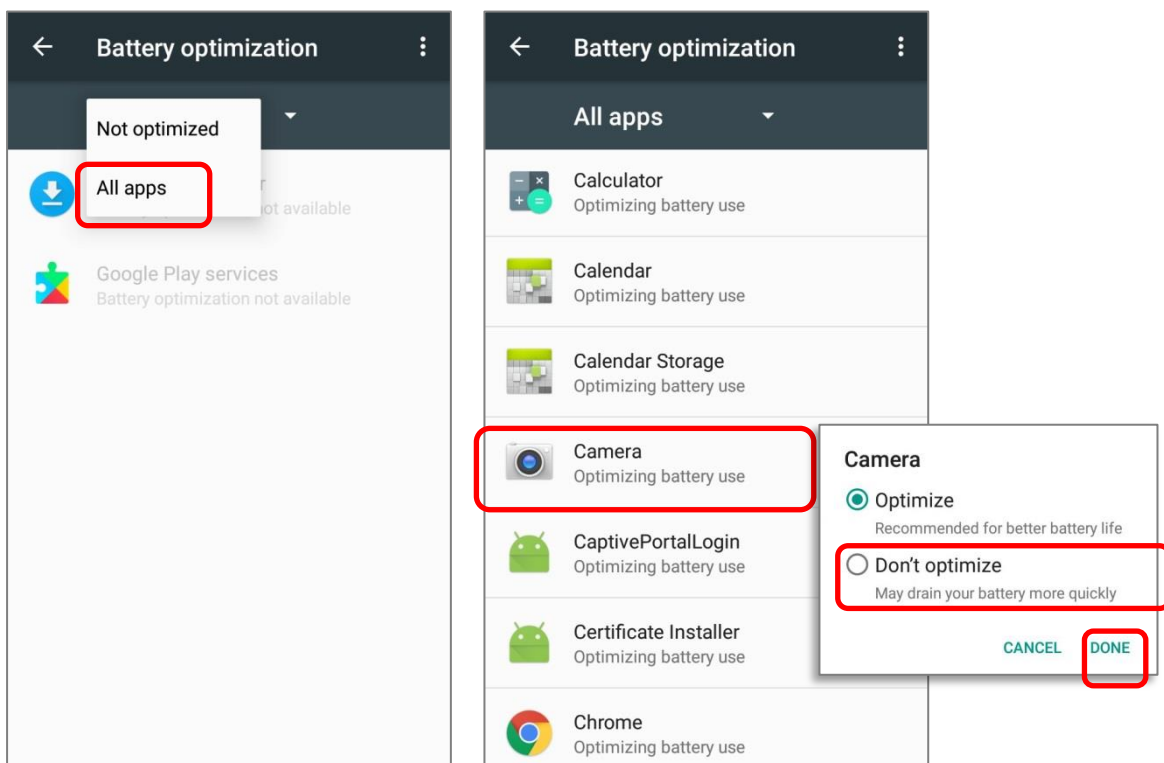 Battery optimization
Not optimized
All apps
r
ot available
Google Play services
Battery optimization not available
Battery optimization
All apps
Calculator
Optimizing battery use
Calendar
Optimizing battery use
Calendar Storage
Optimizing battery use
Camera
Optimizing battery use
CaptivePortalLogin
Optimizing battery use
Certificate Installer
Optimizing battery use
Chrome
Optimizing battery use
Camera
Optimize
Recommended for better battery life
Don't optimize
May drain your battery more quickly
CANCEL DONE